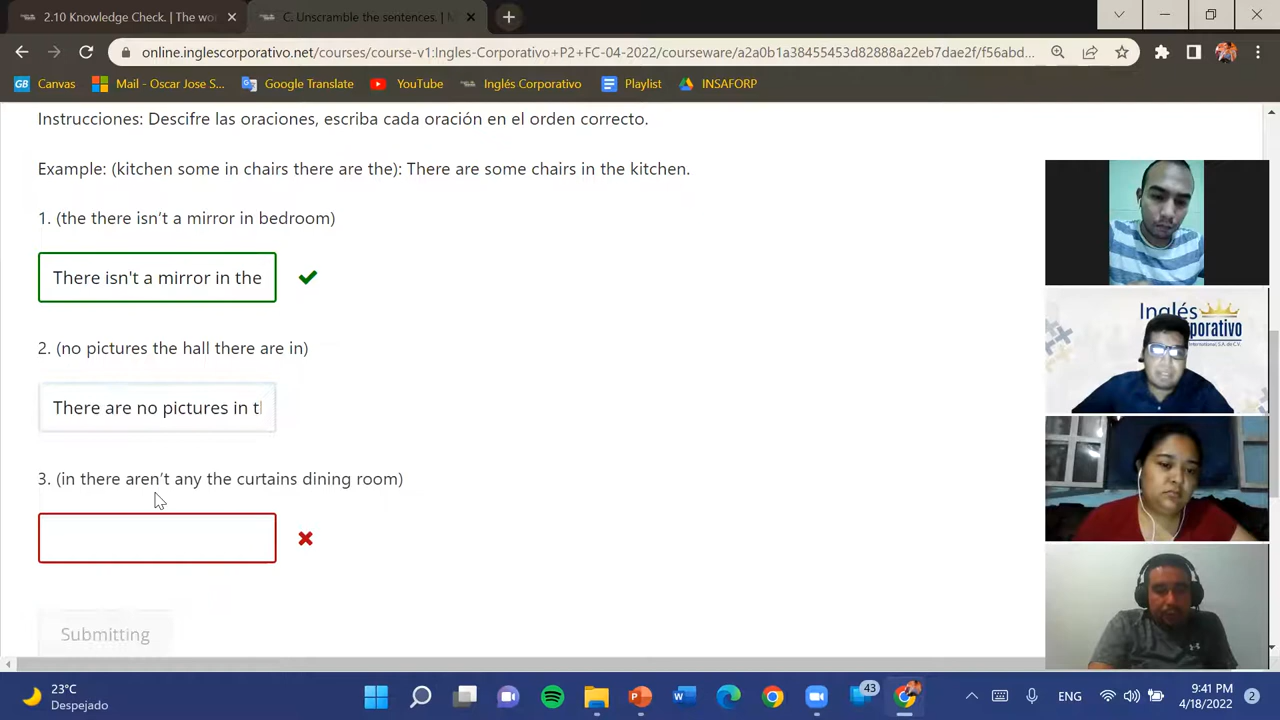 2.10 Knowledge Check. | The wo
C. Unscramble the sentences. | M
online.inglescorporativo.net/courses/course-v1:Ingles-Corporativo+P2+FC-04-2022/courseware/a2a0b1a38455453d82888a22eb7dae2f/f56abd...
GB Canvas
Mail - Oscar Jose S...
Google Translate
YouTube
Inglés Corporativo
Playlist
INSAFORP
Instrucciones: Descifre las oraciones, escriba cada oración en el orden correcto.
Example: (kitchen some in chairs there are the): There are some chairs in the kitchen.
1. (the there isn’t a mirror in bedroom)
There isn't a mirror in the
2. (no pictures the hall there are in)
There are no pictures in t
3. (in there aren’t any the curtains dining room)
Submitting
Inglés
porativo
International, S.A. de C.V.
23°C
Despejado
43
ENG
9:41 PM
4/18/2022
2